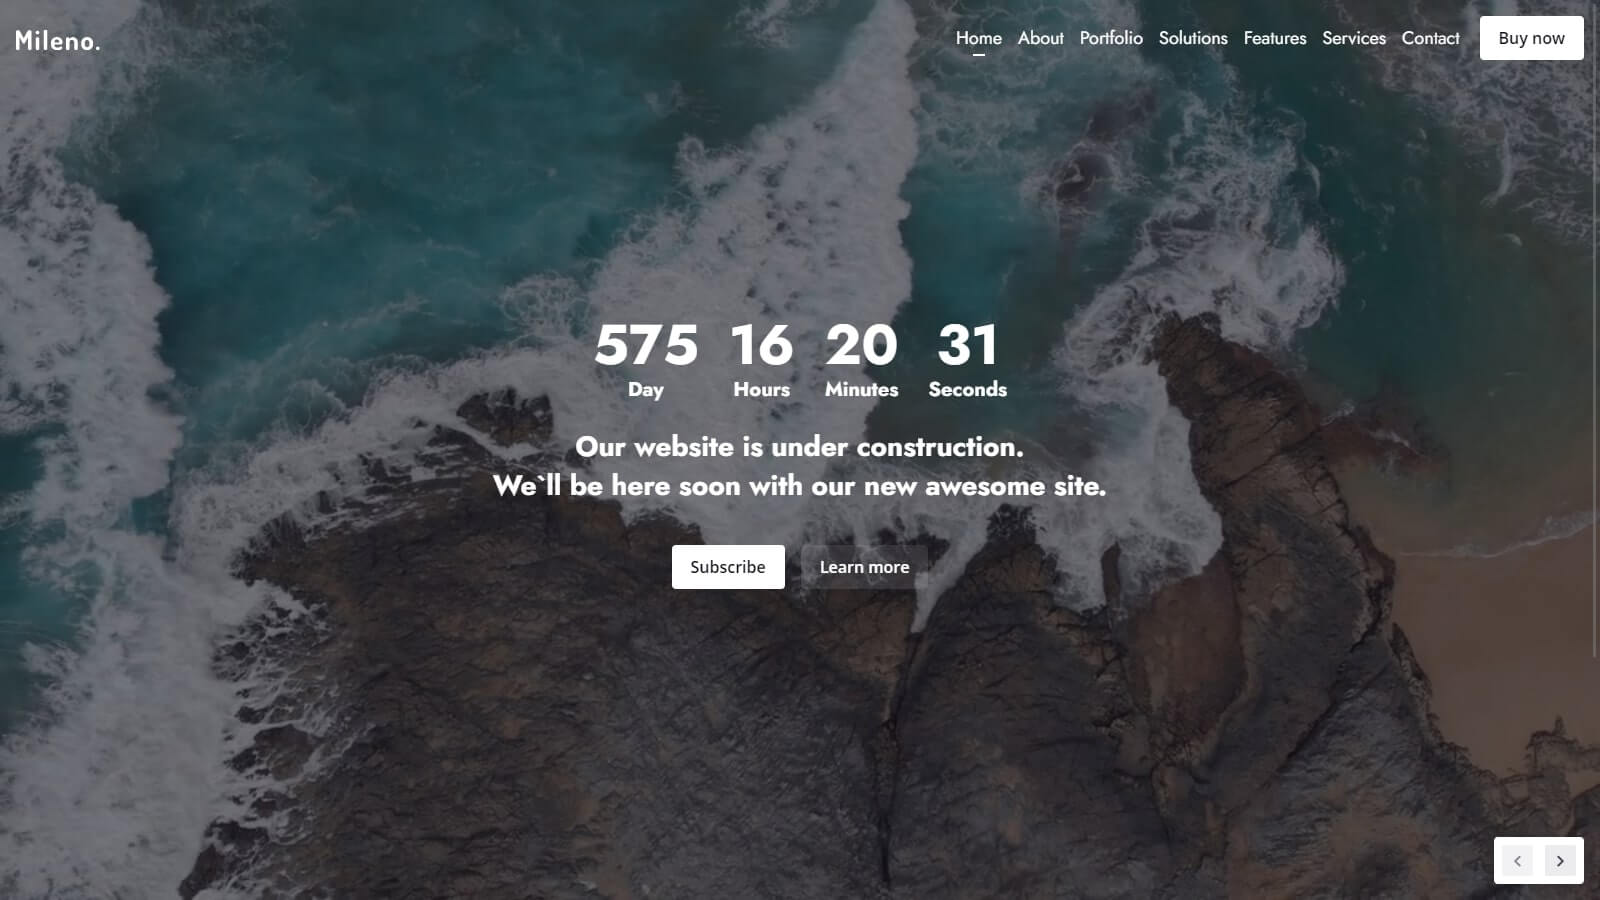 Mileno.
Home About Portfolio Solutions Features Services Contact Buy now
575 16 20 31
Day Hours Minutes Seconds
Our website is under construction.
We`ll be here soon with our new awesome site.
Subscribe Learn more